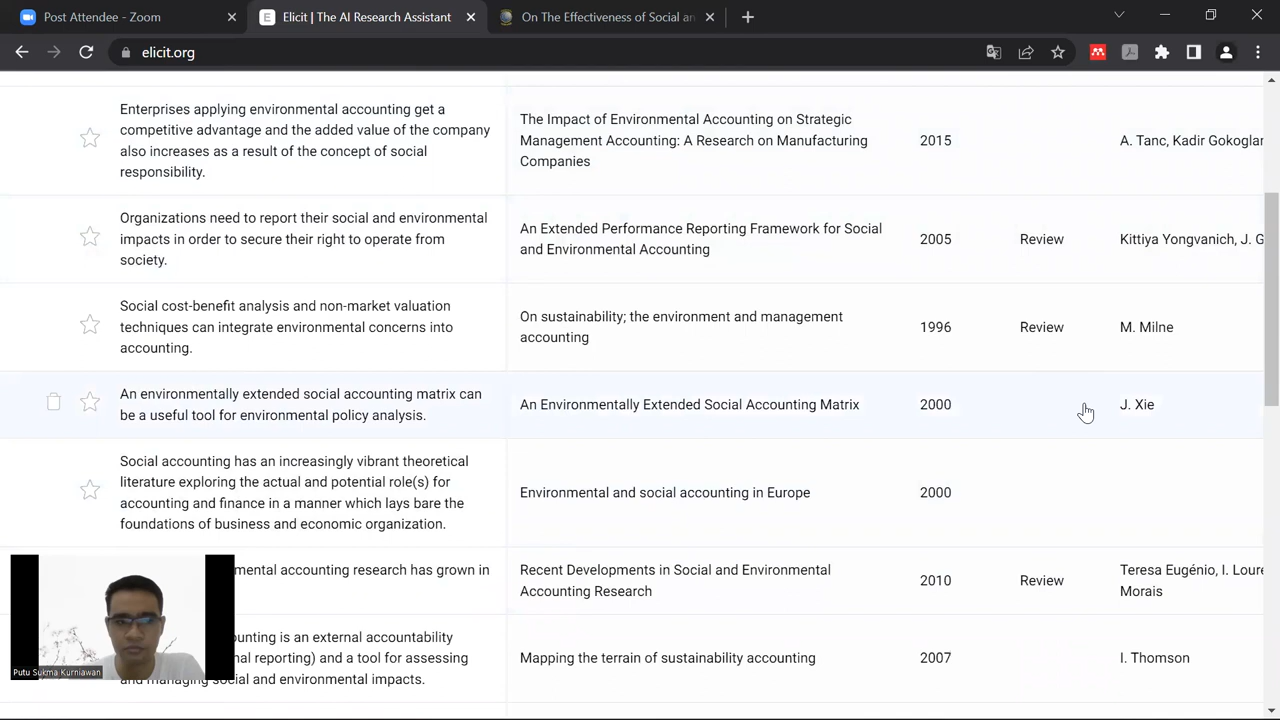 Post Attendee - Zoom
Elicit | The AI Research Assistant
On The Effectiveness of Social an
elicit.org
Enterprises applying environmental accounting get a
competitive advantage and the added value of the company
also increases as a result of the concept of social
responsibility.
The Impact of Environmental Accounting on Strategic
Management Accounting: A Research on Manufacturing
Companies
2015
A. Tanc, Kadir Gokoglan
Organizations need to report their social and environmental
impacts in order to secure their right to operate from
society.
An Extended Performance Reporting Framework for Social
and Environmental Accounting
2005
Review
Kittiya Yongvanich, J. G
Social cost-benefit analysis and non-market valuation
techniques can integrate environmental concerns into
accounting.
On sustainability; the environment and management
accounting
1996
Review
M. Milne
An environmentally extended social accounting matrix can
be a useful tool for environmental policy analysis.
An Environmentally Extended Social Accounting Matrix
2000
J. Xie
Social accounting has an increasingly vibrant theoretical
literature exploring the actual and potential role(s) for
accounting and finance in a manner which lays bare the
foundations of business and economic organization.
Environmental and social accounting in Europe
2000
mental accounting research has grown in
Recent Developments in Social and Environmental
Accounting Research
2010
Review
Teresa Eugénio, I. Loure
Morais
unting is an external accountability
nal reporting) and a tool for assessing
and managing social and environmental impacts.
Mapping the terrain of sustainability accounting
2007
I. Thomson
Putu Sukma Kurniawan